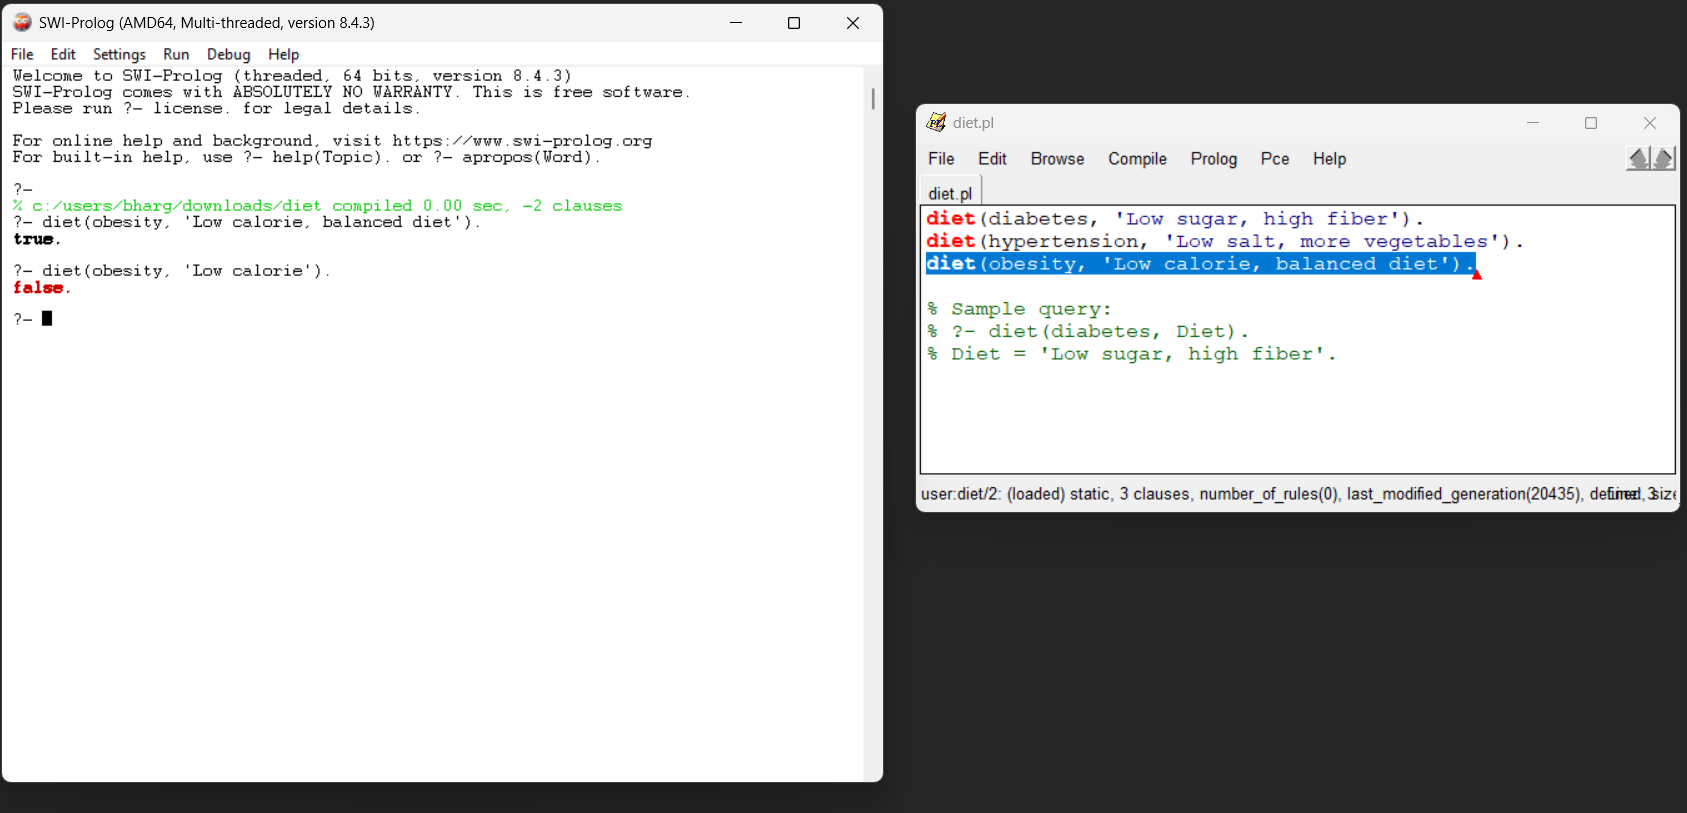 SWI-Prolog (AMD64, Multi-threaded, version 8.4.3)
File Edit Settings Run Debug Help
Welcome to SWI-Prolog (threaded, 64 bits, version 8.4.3)
SWI-Prolog comes with ABSOLUTELY NO WARRANTY. This is free software.
Please run ?- license. for legal details.
For online help and background, visit https://www.swi-prolog.org
For built-in help, use ?- help(Topic). or ?- apropos(Word).
?-
% c:/users/bharg/downloads/diet compiled 0.00 sec, -2 clauses
?- diet(obesity, 'Low calorie, balanced diet').
true.
?- diet(obesity, 'Low calorie').
false.
?-
diet.pl
File Edit Browse Compile Prolog Pce Help
diet.pl
diet(diabetes, 'Low sugar, high fiber').
diet(hypertension, 'Low salt, more vegetables').
diet(obesity, 'Low calorie, balanced diet').
% Sample query:
% ?- diet(diabetes, Diet).
% Diet = 'Low sugar, high fiber'.
user:diet/2: (loaded) static, 3 clauses, number_of_rules(0), last_modified_generation(20435),